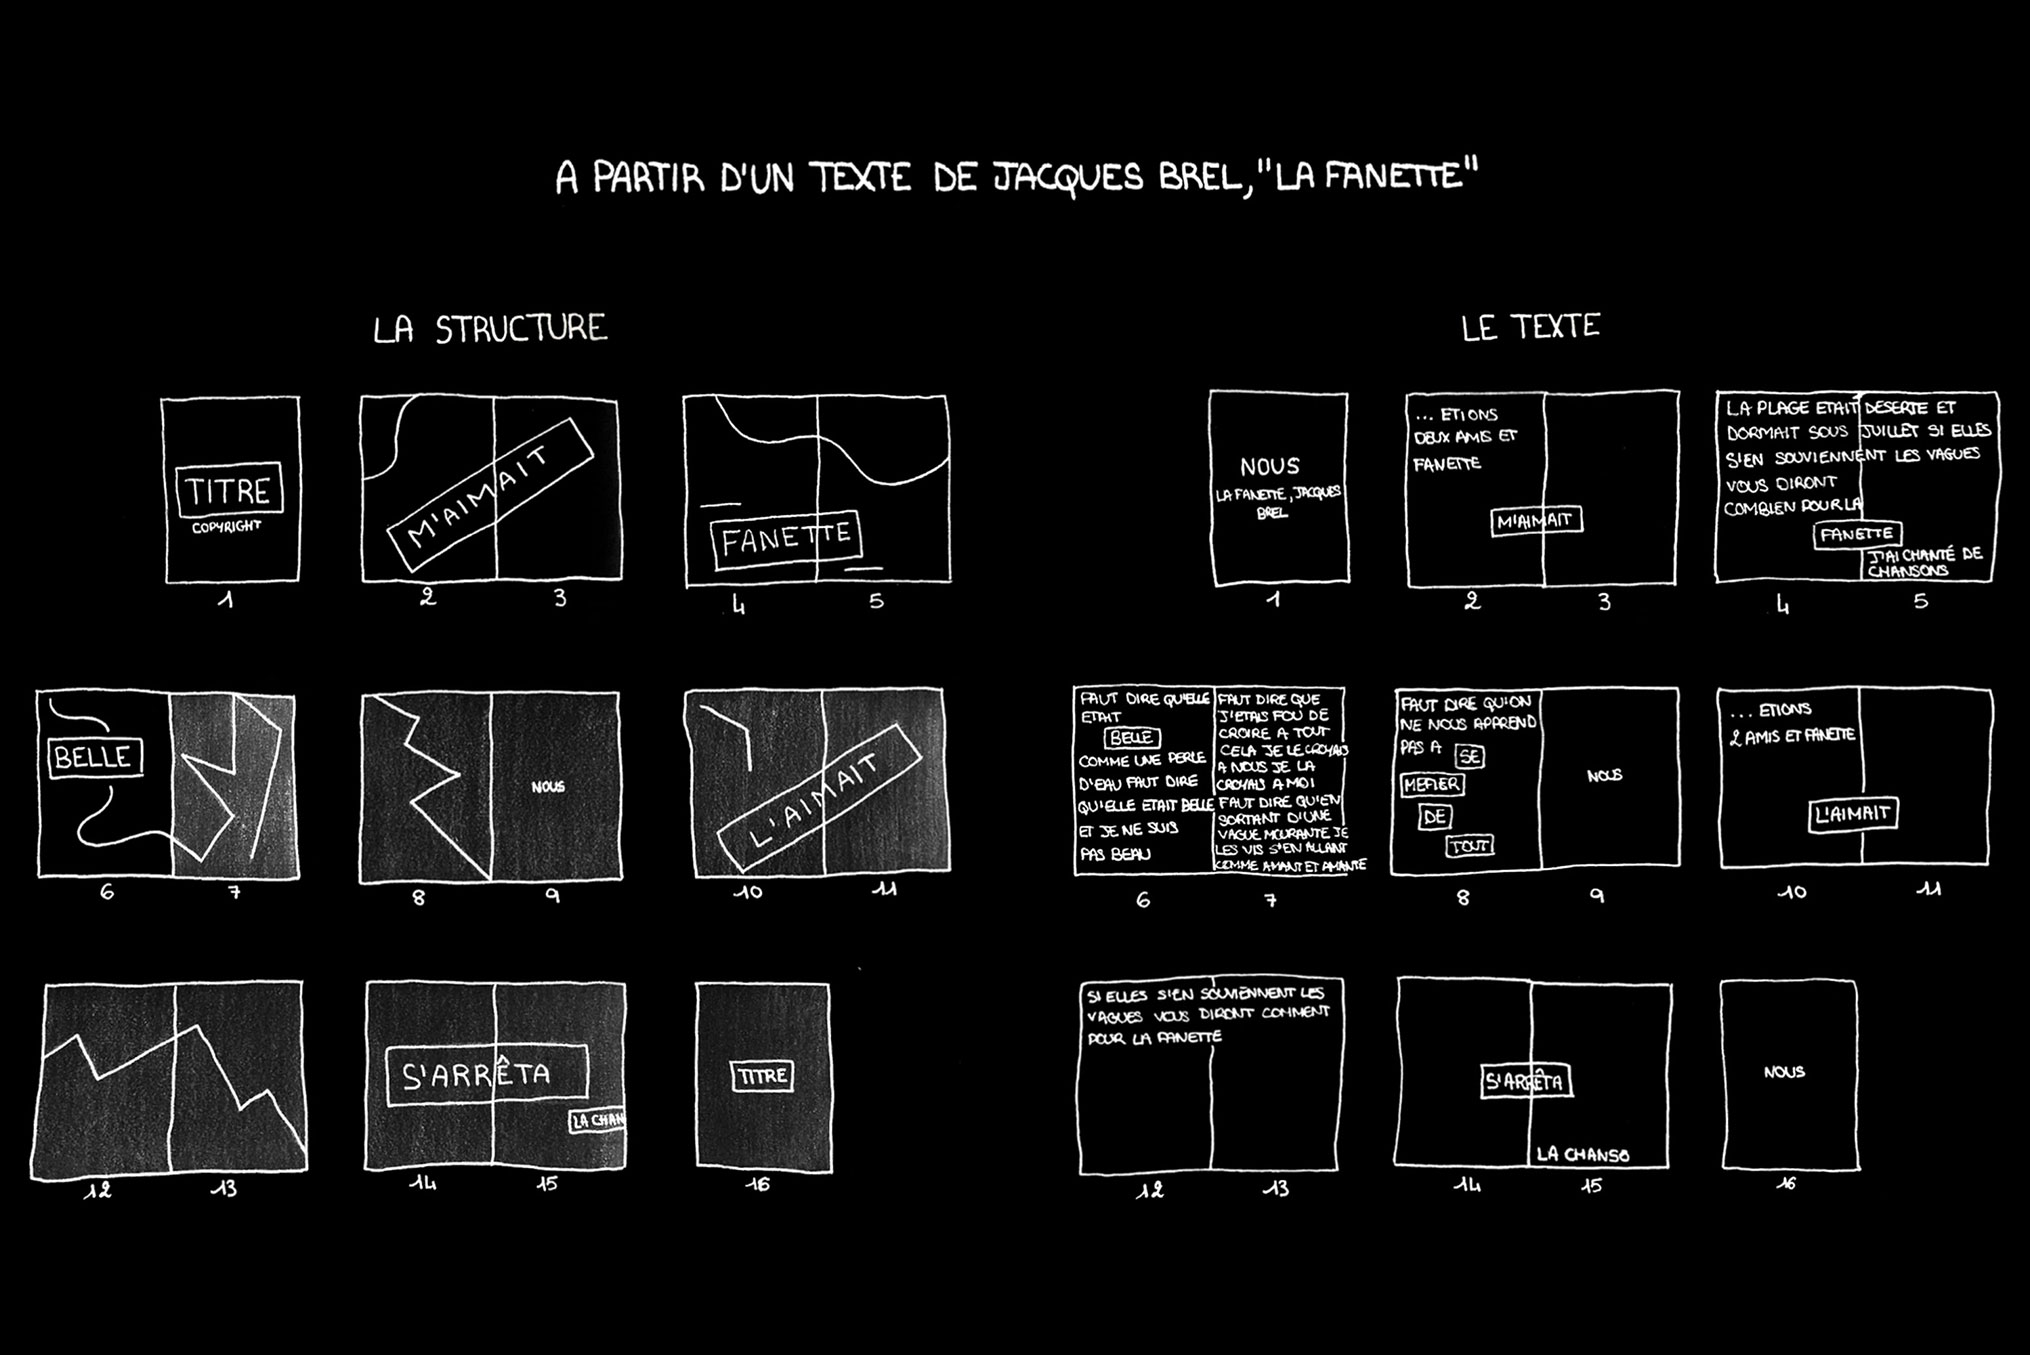 A PARTIR D'UN TEXTE DE JACQUES BREL, "LA FANETTE"
LA STRUCTURE
TITRE
COPYRIGHT
1
M'AIMAIT
2 3
FANETTE
4 5
BELLE
6 7
NOUS
8 9
L'AIMAIT
10 11
12 13
S'ARRÊTA
LA CHAN
14 15
TITRE
16
LE TEXTE
NOUS
LA FANETTE, JACQUES
BREL
1
... ETIONS
DEUX AMIS ET
FANETTE
M'AIMAIT
2 3
LA PLAGE ETAIT DESERTE ET
DORMAIT SOUS JUILLET SI ELLES
S'EN SOUVIENNENT LES VAGUES
VOUS DIRONT
COMBIEN POUR LA
FANETTE
J'AI CHANTÉ DE
CHANSONS
4 5
FAUT DIRE QU'ELLE
ETAIT
BELLE
COMME UNE PERLE
D'EAU FAUT DIRE
QU'ELLE ETAIT BELLE
ET JE NE SUIS
PAS BEAU
6
FAUT DIRE QUE
J'ETAIS FOU DE
CROIRE A TOUT
CELA JE LE CROYAIS
A NOUS JE LA
CROYAIS A MOI
FAUT DIRE QU'EN
SORTANT D'UNE
VAGUE MOURANTE JE
LES VIS S'EN ALLANT
COMME AMANT ET AMANTE
7
FAUT DIRE QU'ON
NE NOUS APPREND
PAS A SE
MEFIER
DE
TOUT
8
NOUS
9
... ETIONS
2 AMIS ET FANETTE
L'AIMAIT
10 11
SI ELLES S'EN SOUVIENNENT LES
VAGUES VOUS DIRONT COMMENT
POUR LA FANETTE
12 13
S'ARRÊTA
LA CHANSO
14 15
NOUS
16